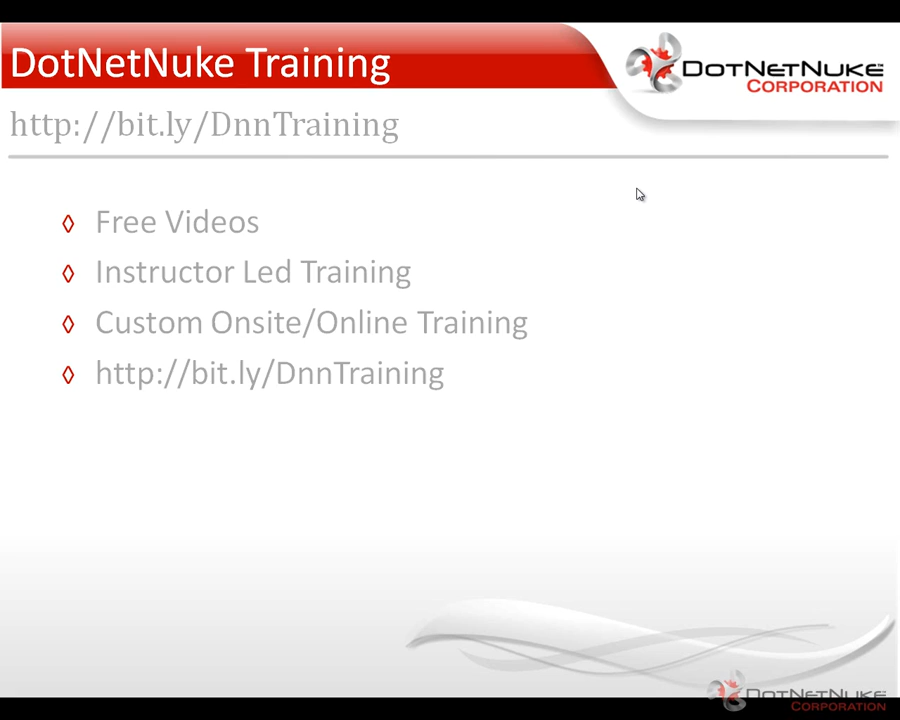 DotNetNuke Training
DOTNETNUKE
CORPORATION
http://bit.ly/DnnTraining
Free Videos
Instructor Led Training
Custom Onsite/Online Training
http://bit.ly/DnnTraining
DOTNETNUKE
CORPORATION